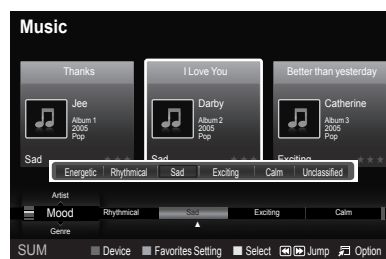 Music
Thanks
I Love You
Better than yesterday
Jee
Album 1
2005
Pop
Darby
Album 2
2005
Pop
Catherine
Album 3
2005
Pop
Sad
Sad
Exciting
Energetic Rhythmical Sad Exciting Calm Unclassified
Artist
Mood Rhythmical Sad Exciting Calm
Genre
SUM Device Favorites Setting Select Jump Option